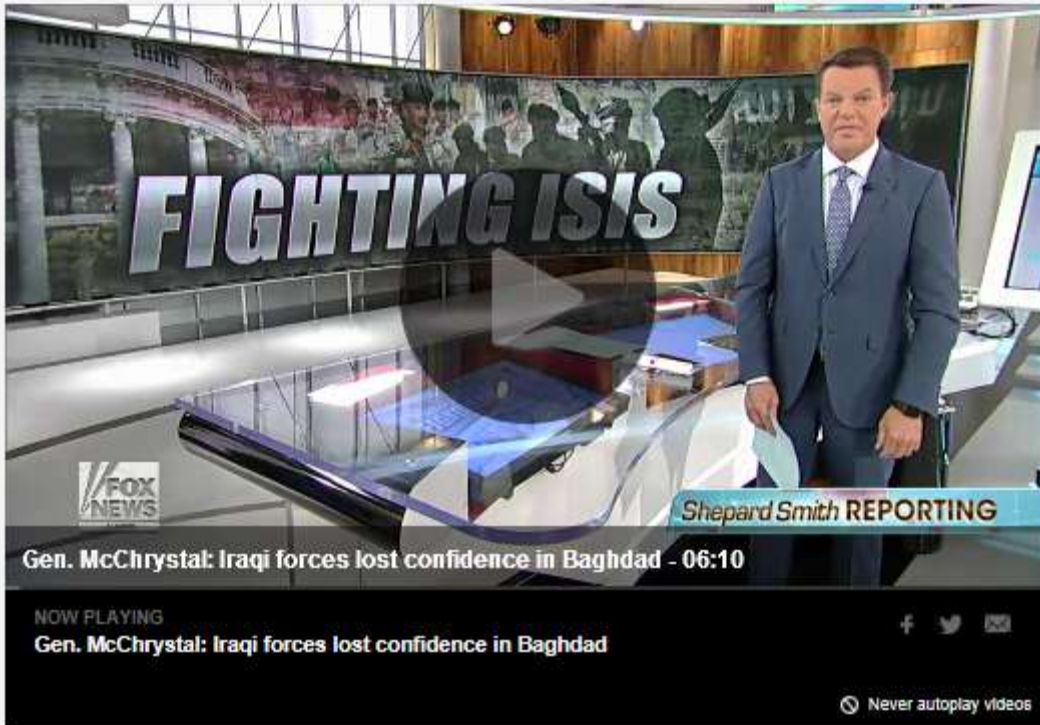 FIGHTING ISIS
FOX
NEWS
Shepard Smith REPORTING
Gen. McChrystal: Iraqi forces lost confidence in Baghdad - 06:10
NOW PLAYING
Gen. McChrystal: Iraqi forces lost confidence in Baghdad
Never autoplay videos